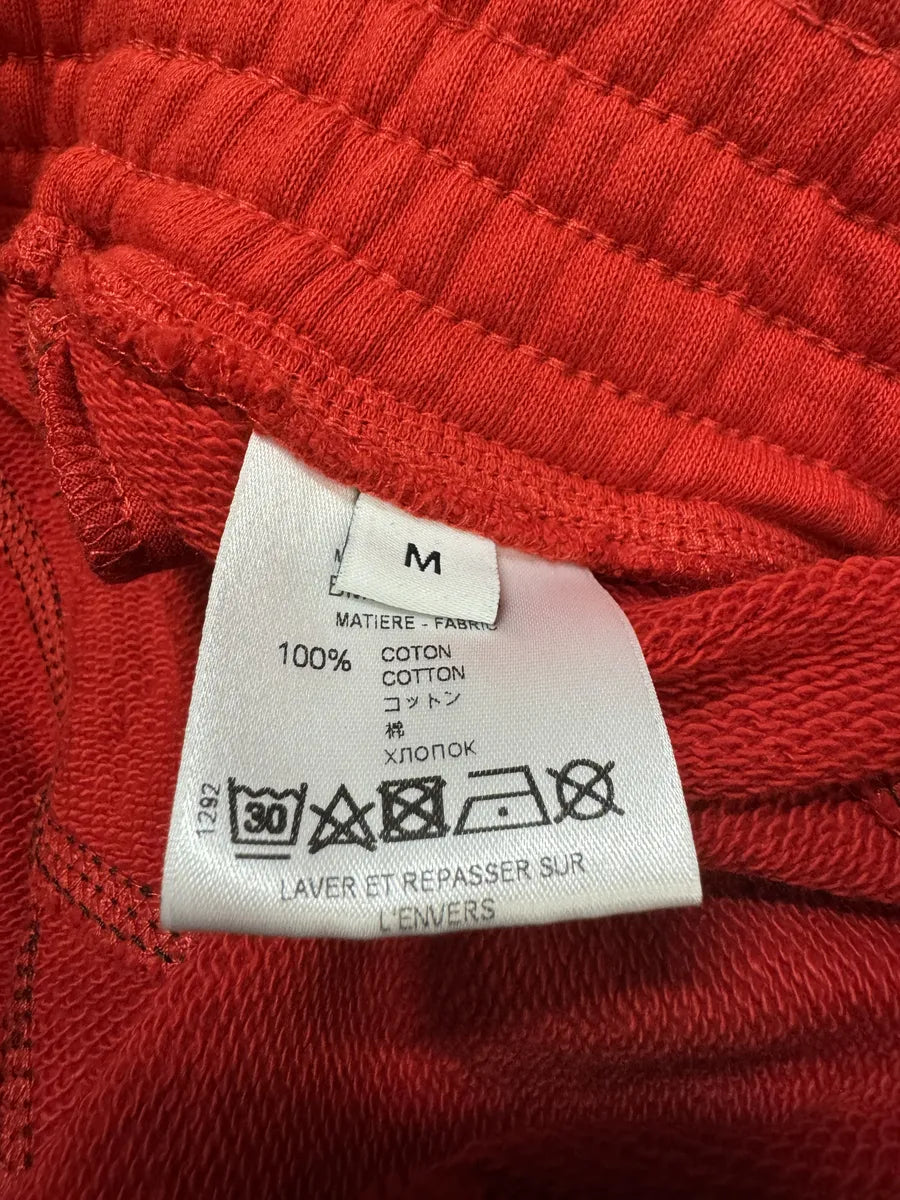 M
MATIERE - FABRIC
100% COTON
COTTON
コットン
棉
ХЛОПОК
1292
30
LAVER ET REPASSER SUR
L'ENVERS